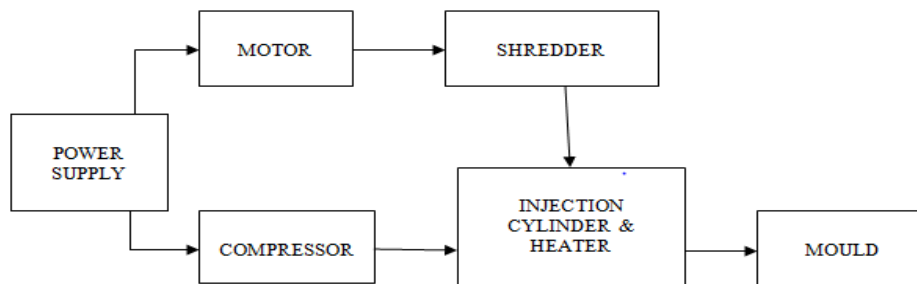 MOTOR
SHREDDER
POWER
SUPPLY
INJECTION
CYLINDER &
HEATER
COMPRESSOR
MOULD